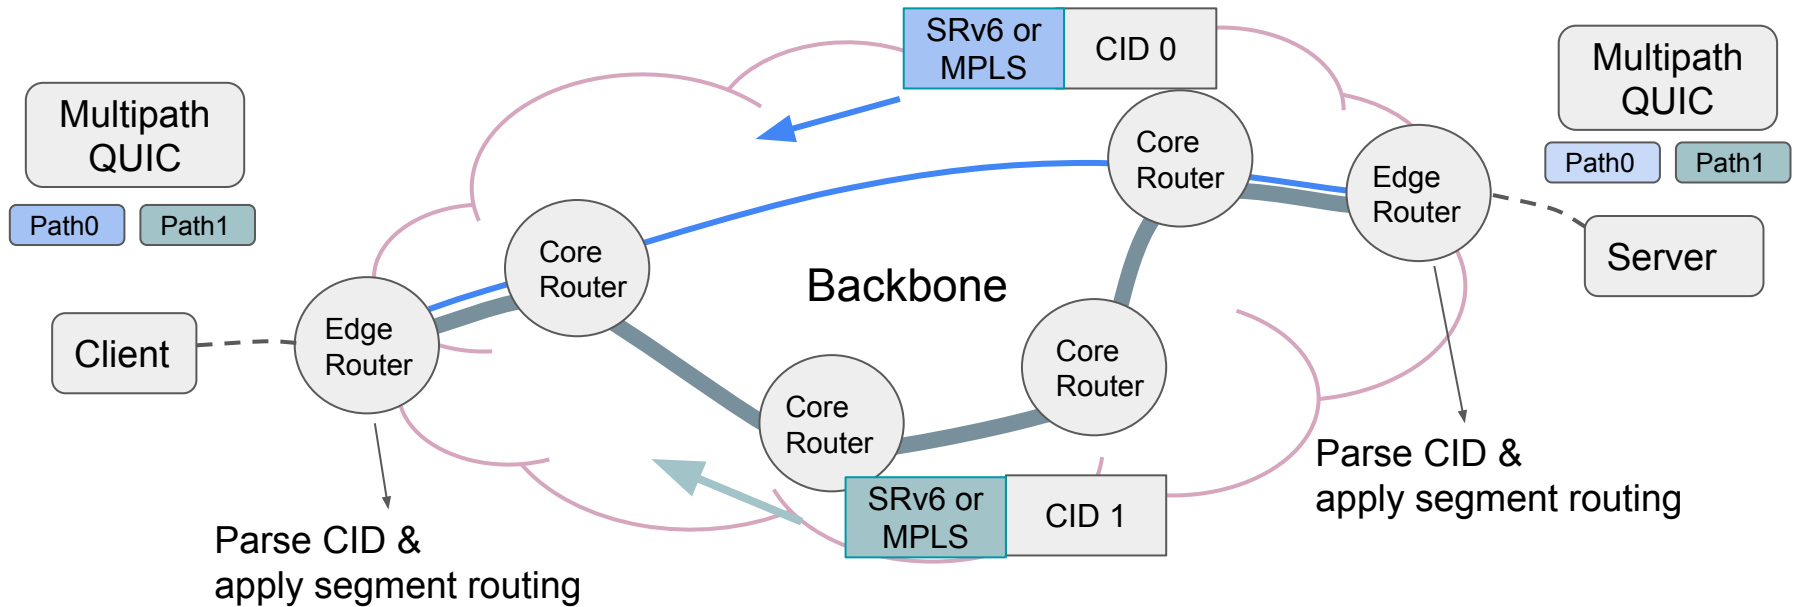 SRv6 or
MPLS
CID 0
Multipath
QUIC
Path0
Path1
Multipath
QUIC
Path0
Path1
Core
Router
Edge
Router
Server
Core
Router
Backbone
Client
Edge
Router
Core
Router
Core
Router
SRv6 or
MPLS
CID 1
Parse CID &
apply segment routing
Parse CID &
apply segment routing